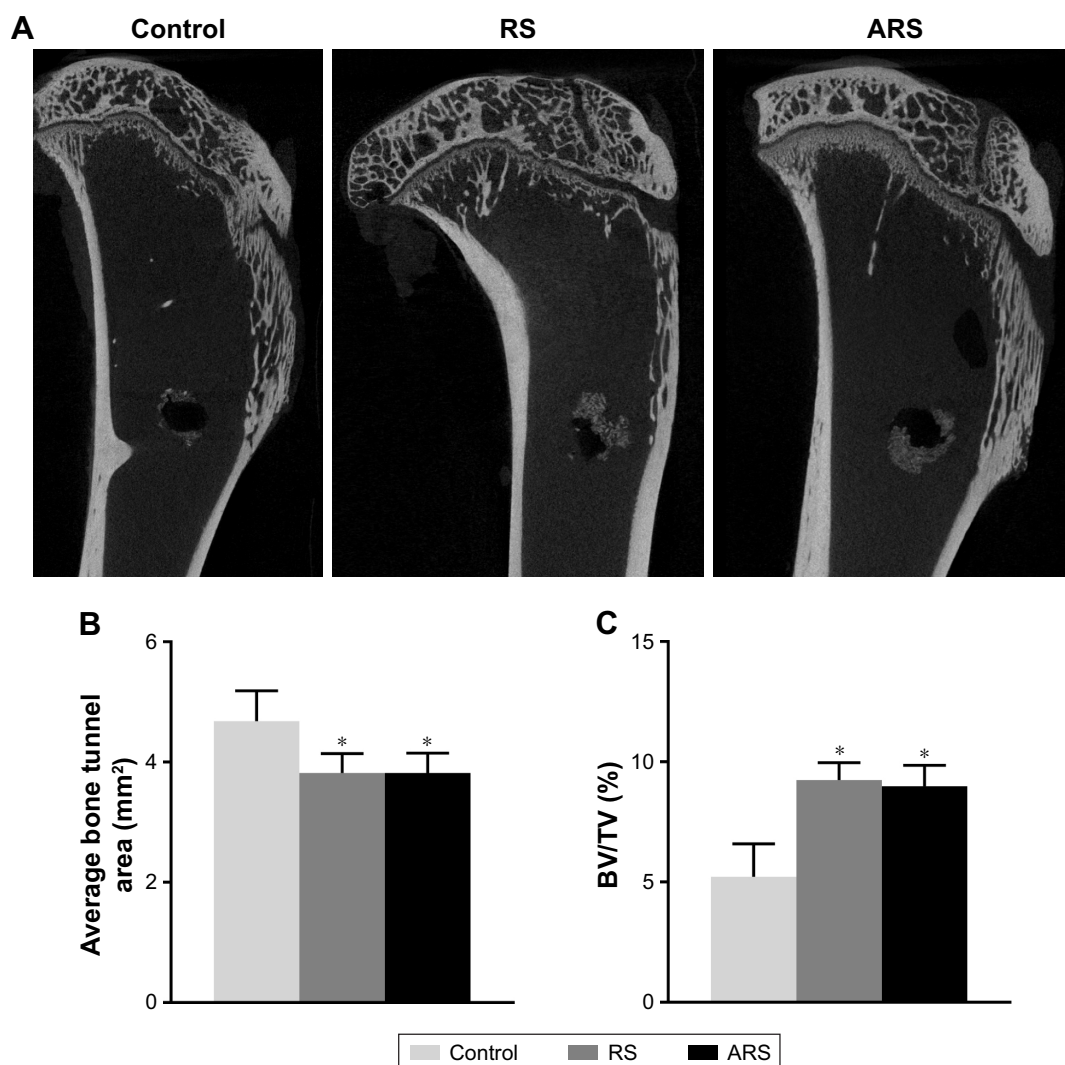 A
Control
RS
ARS
B
Average bone tunnel
area (mm²)
6
4
2
0
*
*
C
BV/TV (%)
15
10
5
0
*
*
Control
RS
ARS